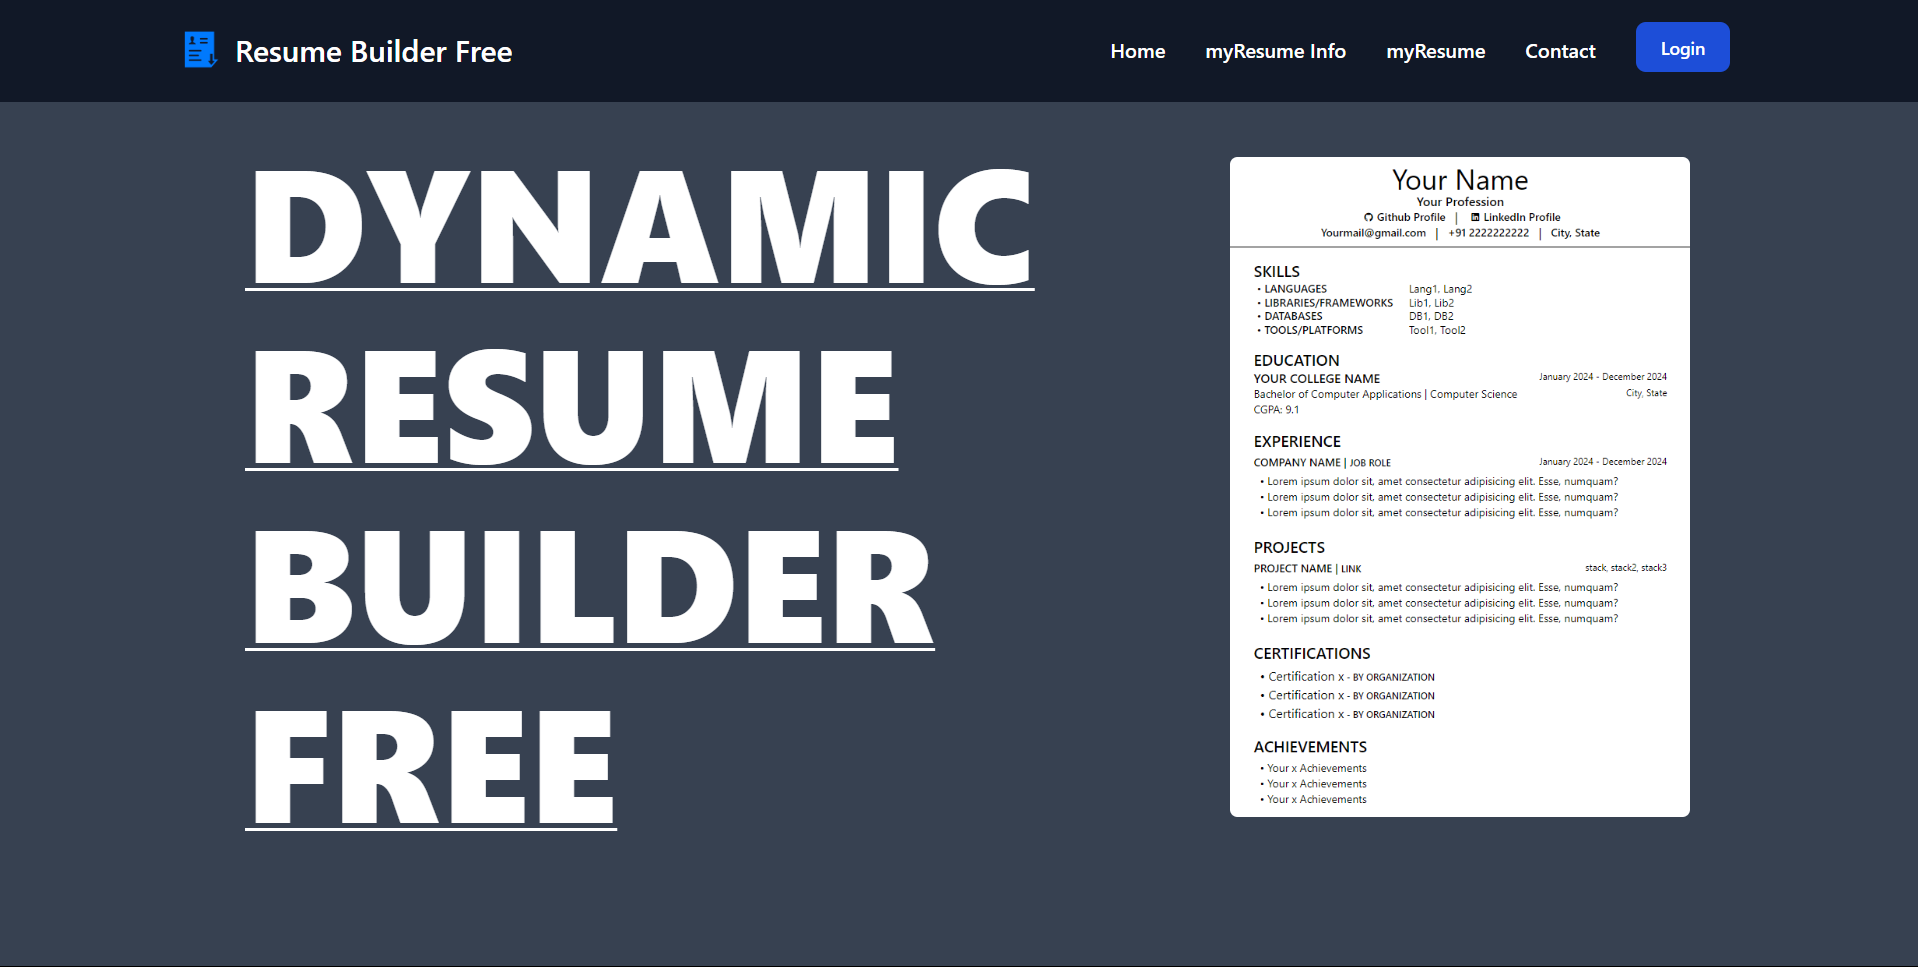 Resume Builder Free
Home myResume Info myResume Contact Login
DYNAMIC
RESUME
BUILDER
FREE
Your Name
Your Profession
Github Profile | LinkedIn Profile
Yourmail@gmail.com | +91 2222222222 | City, State
SKILLS
• LANGUAGES Lang1, Lang2
• LIBRARIES/FRAMEWORKS Lib1, Lib2
• DATABASES DB1, DB2
• TOOLS/PLATFORMS Tool1, Tool2
EDUCATION
YOUR COLLEGE NAME January 2024 - December 2024
Bachelor of Computer Applications | Computer Science City, State
CGPA: 9.1
EXPERIENCE
COMPANY NAME | JOB ROLE January 2024 - December 2024
• Lorem ipsum dolor sit, amet consectetur adipisicing elit. Esse, numquam?
• Lorem ipsum dolor sit, amet consectetur adipisicing elit. Esse, numquam?
• Lorem ipsum dolor sit, amet consectetur adipisicing elit. Esse, numquam?
PROJECTS
PROJECT NAME | LINK stack, stack2, stack3
• Lorem ipsum dolor sit, amet consectetur adipisicing elit. Esse, numquam?
• Lorem ipsum dolor sit, amet consectetur adipisicing elit. Esse, numquam?
• Lorem ipsum dolor sit, amet consectetur adipisicing elit. Esse, numquam?
CERTIFICATIONS
• Certification x - BY ORGANIZATION
• Certification x - BY ORGANIZATION
• Certification x - BY ORGANIZATION
ACHIEVEMENTS
• Your x Achievements
• Your x Achievements
• Your x Achievements